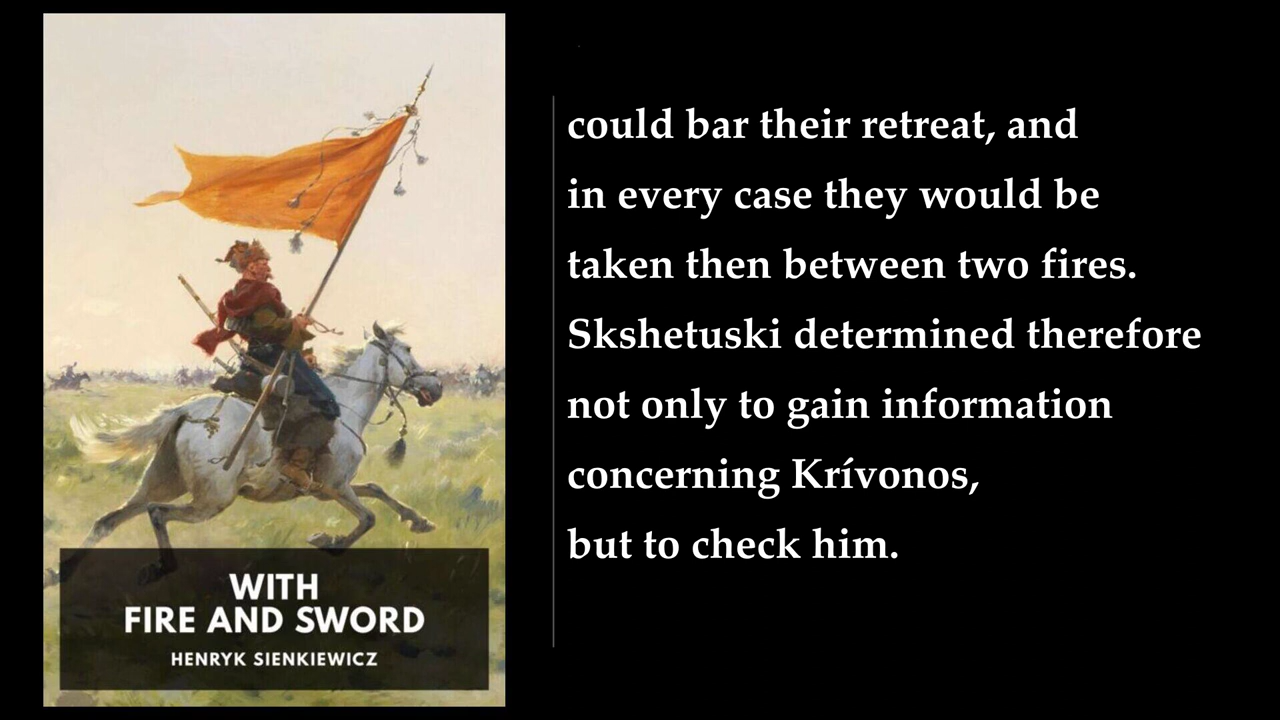 WITH
FIRE AND SWORD
HENRYK SIENKIEWICZ
could bar their retreat, and
in every case they would be
taken then between two fires.
Skshetuski determined therefore
not only to gain information
concerning Krívonos,
but to check him.